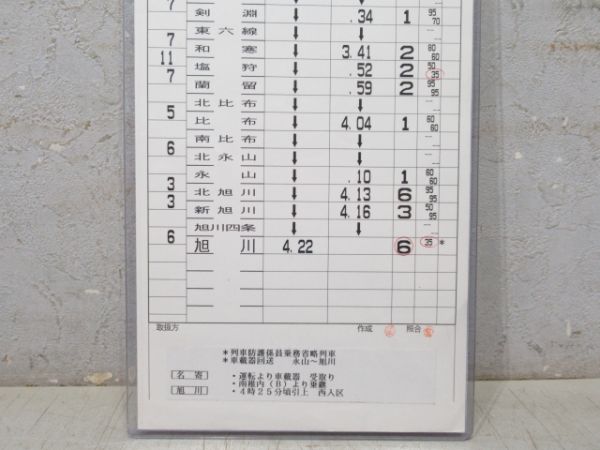 7
剣淵 ↓ .34 1 95 70
東六線 ↓ ↓
7
和寒 ↓ 3.41 2 60 60
11
塩狩 ↓ .52 2 50 35
7
蘭留 ↓ .59 2 95 95
北比布 ↓ ↓
5
比布 ↓ 4.04 1 60 60
南比布 ↓ ↓
6
北永山 ↓ ↓
永山 ↓ .10 1 60 60
3
北旭川 ↓ 4.13 6 95 95
3
新旭川 ↓ 4.16 3 50 95
旭川四条 ↓ ↓
6
旭川 4.22 6 35 *
取扱方 作成 照合
*列車防護係員乗務省略列車
*車載器回送 永山～旭川
名寄 ・運転より車載器 受取り
・南稚内(B)より乗継
旭川 ・4時25分頃引上 西入区